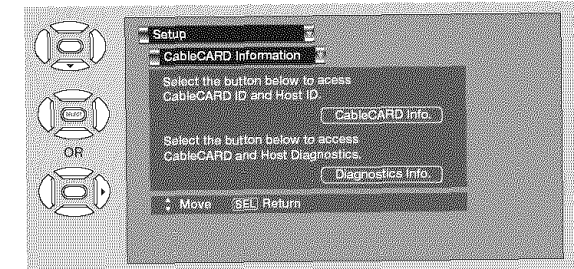 Setup
CableCARD Information
Select the button below to acess
CableCARD ID and Host ID.
CableCARD Info.
SELECT
OR
Select the button below to access
CableCARD and Host Diagnostics.
Diagnostics Info.
Move SEL Return